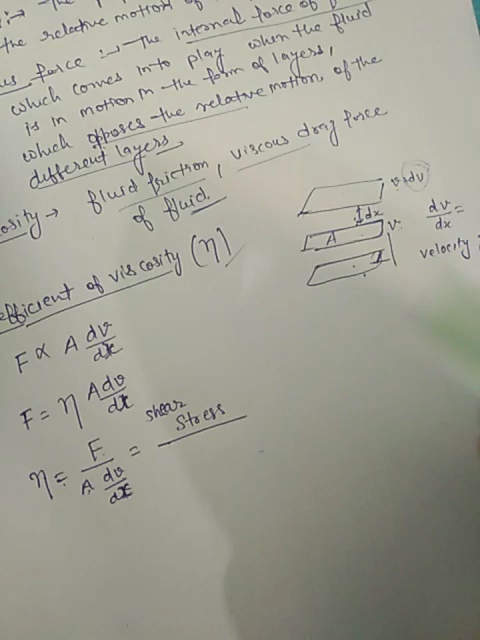 the relative motion of
us force :→ the internal force of
which comes into play when the fluid
is in motion in the form of layers,
which opposes the relative motion of the
different layers
osity → fluid friction, viscous drag force
of fluid.
v+dv
dx
A
v
dv/dx =
velocity
efficient of viscosity (η)
F ∝ A dv/dx
F = η A dv/dx
η = F / A dv/dx = shear stress